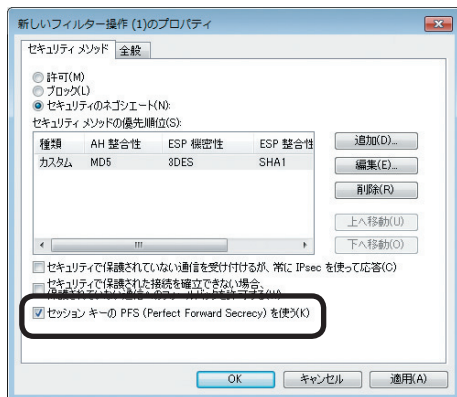 新しいフィルター操作 (1)のプロパティ
セキュリティ メソッド 全般
許可(M)
ブロック(L)
セキュリティのネゴシエート(N):
セキュリティ メソッドの優先順位(S):
種類 AH 整合性 ESP 機密性 ESP 整合性
カスタム MD5 3DES SHA1
追加(D)...
編集(E)...
削除(R)
上へ移動(U)
下へ移動(O)
セキュリティで保護されていない通信を受け付けるが、常に IPsec を使って応答(C)
セキュリティで保護された接続を確立できない場合、
セッション キーの PFS (Perfect Forward Secrecy) を使う(K)
OK キャンセル 適用(A)